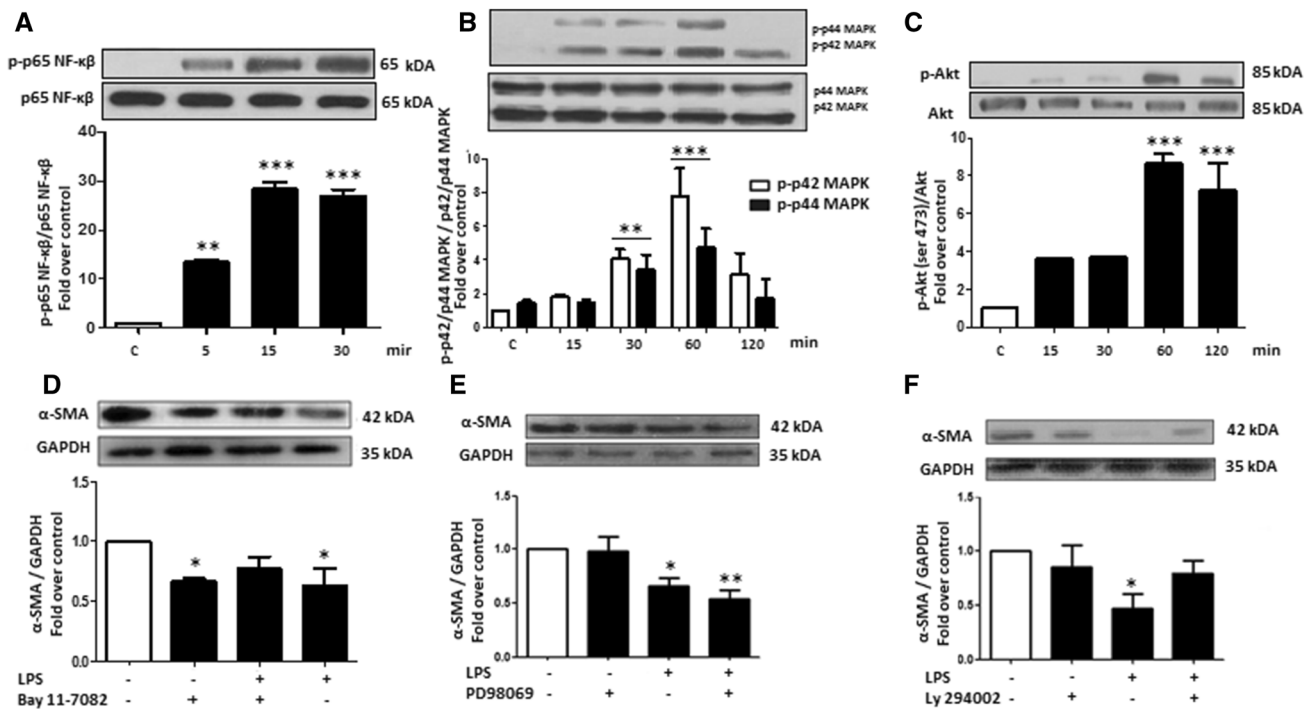 A
p-p65 NF-κβ
65 kDA
p65 NF-κβ
65 kDA
p-p65 NF-κβ/p65 NF-κβ
Fold over control
40
30
20
10
0
**
***
***
C 5 15 30 mir
B
p-p44 MAPK
p-p42 MAPK
p44 MAPK
p42 MAPK
p-p42/p44 MAPK / p42/p44 MAPK
Fold over control
10
8
6
4
2
0
**
***
p-p42 MAPK
p-p44 MAPK
C 15 30 60 120 min
C
p-Akt
85kDA
Akt
85kDA
p-Akt (ser 473)/Akt
Fold over control
10
8
6
4
2
0
***
***
C 15 30 60 120 min
D
α-SMA
42 kDA
GAPDH
35 kDA
α-SMA / GAPDH
Fold over control
1.5
1.0
0.5
0.0
*
*
LPS - - + +
Bay 11-7082 - + + -
E
α-SMA
42 kDA
GAPDH
35 kDA
α-SMA / GAPDH
Fold over control
1.5
1.0
0.5
0.0
*
**
LPS - - + +
PD98069 - + - +
F
α-SMA
42 kDA
GAPDH
35 kDA
α-SMA / GAPDH
Fold over control
1.5
1.0
0.5
0.0
*
LPS - - + +
Ly 294002 - + - +